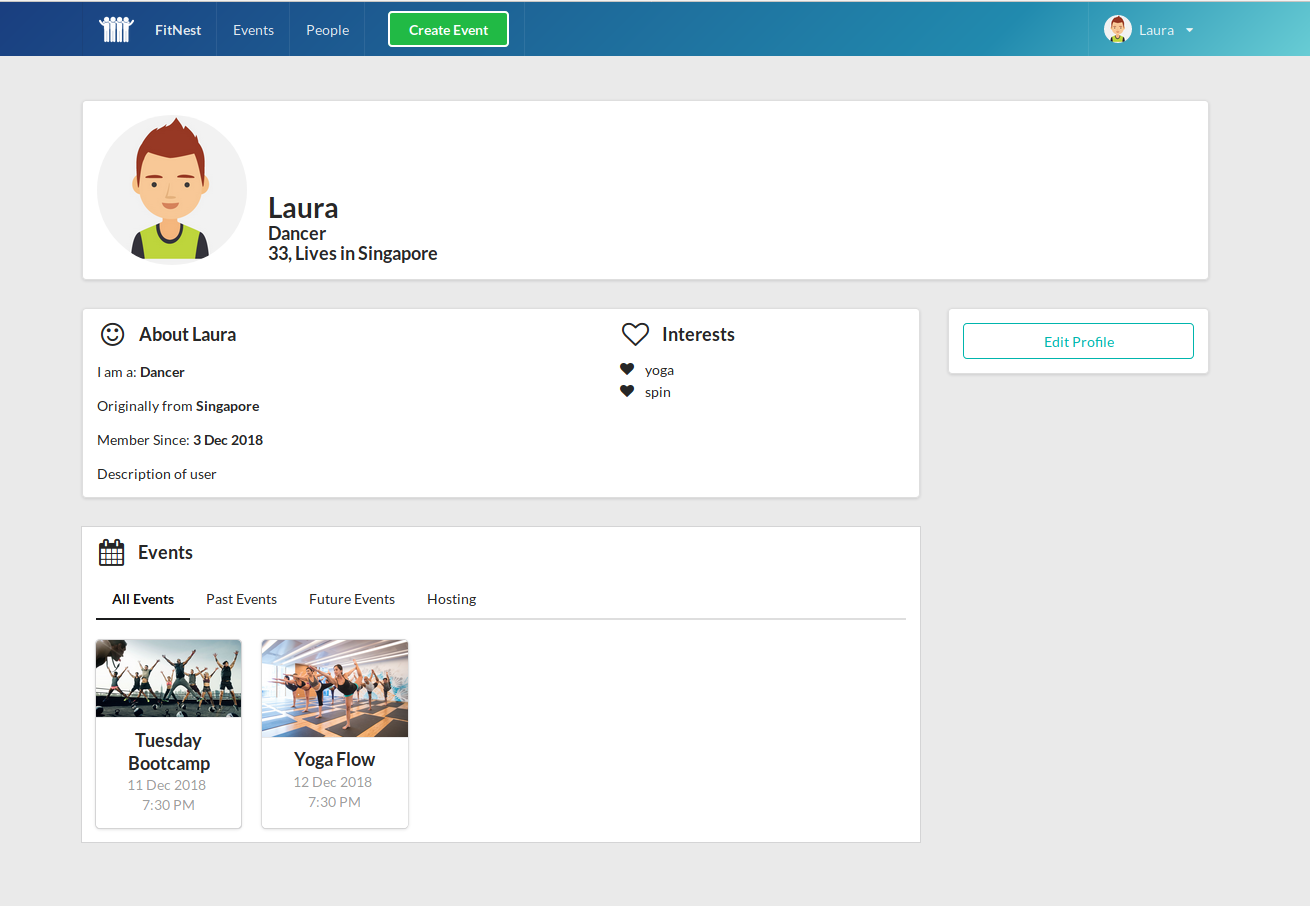 FitNest
Events
People
Create Event
Laura
Laura
Dancer
33, Lives in Singapore
About Laura
I am a: Dancer
Originally from Singapore
Member Since: 3 Dec 2018
Description of user
Interests
yoga
spin
Edit Profile
Events
All Events
Past Events
Future Events
Hosting
Tuesday
Bootcamp
11 Dec 2018
7:30 PM
Yoga Flow
12 Dec 2018
7:30 PM